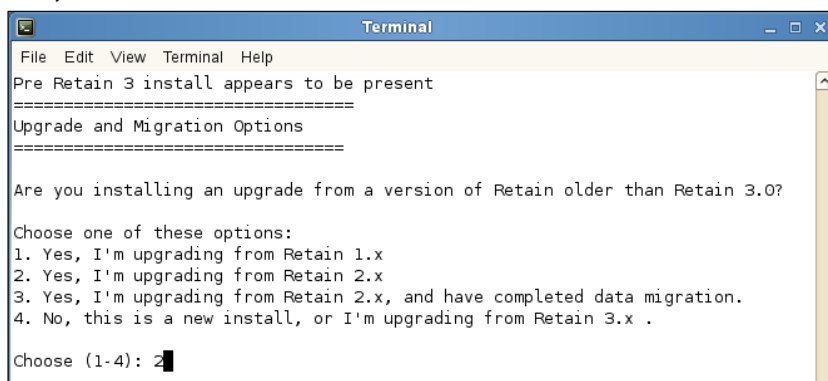 Terminal
File Edit View Terminal Help
Pre Retain 3 install appears to be present
==================================
Upgrade and Migration Options
=================================
Are you installing an upgrade from a version of Retain older than Retain 3.0?
Choose one of these options:
1. Yes, I'm upgrading from Retain 1.x
2. Yes, I'm upgrading from Retain 2.x
3. Yes, I'm upgrading from Retain 2.x, and have completed data migration.
4. No, this is a new install, or I'm upgrading from Retain 3.x .
Choose (1-4): 2